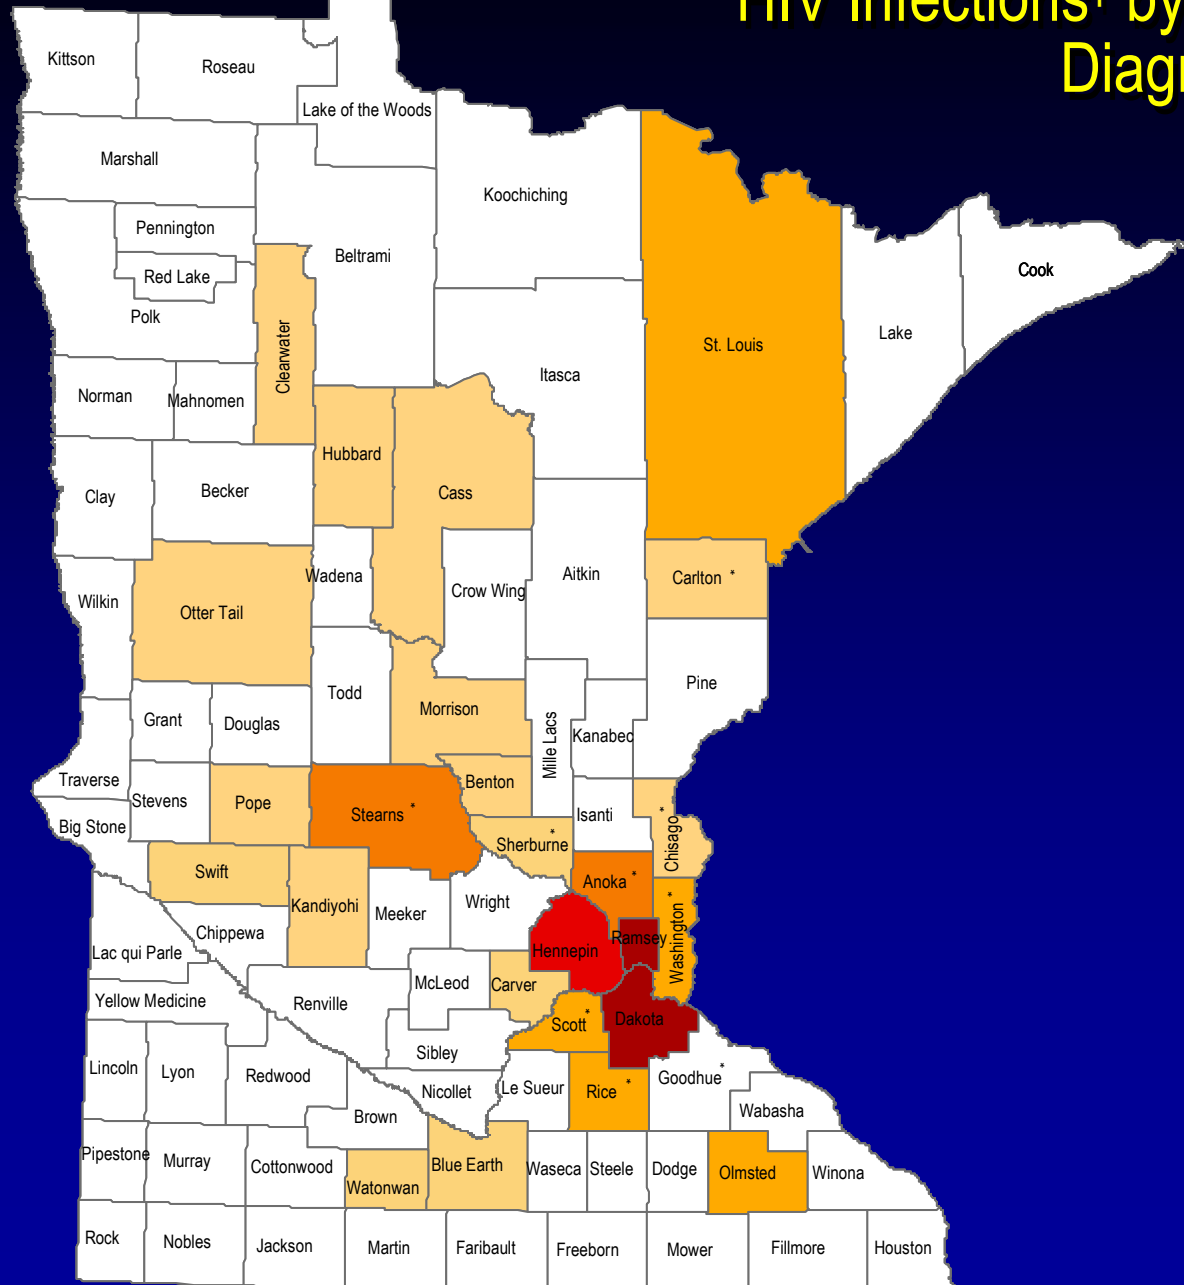 HIV Infections† by
Diagn
Kittson
Roseau
Lake of the Woods
Marshall
Koochiching
Pennington
Beltrami
Red Lake
Cook
Polk
Clearwater
St. Louis
Lake
Itasca
Norman
Mahnomen
Hubbard
Clay
Becker
Cass
Wadena
Crow Wing
Aitkin
Carlton *
Wilkin
Otter Tail
Todd
Pine
Grant
Douglas
Morrison
Mille Lacs
Kanabec
Traverse
Stevens
Pope
Benton
Big Stone
Stearns *
Isanti
Sherburne *
Chisago *
Swift
Anoka *
Kandiyohi
Meeker
Wright
Washington *
Chippewa
Ramsey
Lac qui Parle
Hennepin
McLeod
Carver
Yellow Medicine
Renville
Scott *
Dakota
Sibley
Lincoln
Lyon
Redwood
Nicollet
Le Sueur
Rice *
Goodhue *
Brown
Wabasha
Pipestone
Murray
Cottonwood
Watonwan
Blue Earth
Waseca
Steele
Dodge
Olmsted
Winona
Rock
Nobles
Jackson
Martin
Faribault
Freeborn
Mower
Fillmore
Houston